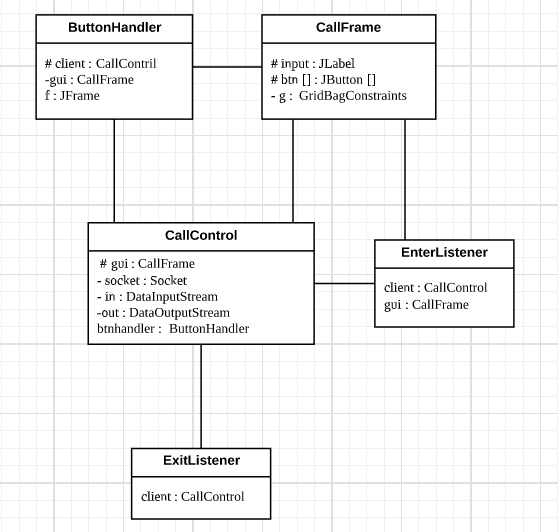 ButtonHandler
# client : CallContril
-gui : CallFrame
f : JFrame
CallFrame
# input : JLabel
# btn [] : JButton []
- g : GridBagConstraints
CallControl
# gui : CallFrame
- socket : Socket
- in : DataInputStream
-out : DataOutputStream
btnhandler : ButtonHandler
EnterListener
client : CallControl
gui : CallFrame
ExitListener
client : CallControl